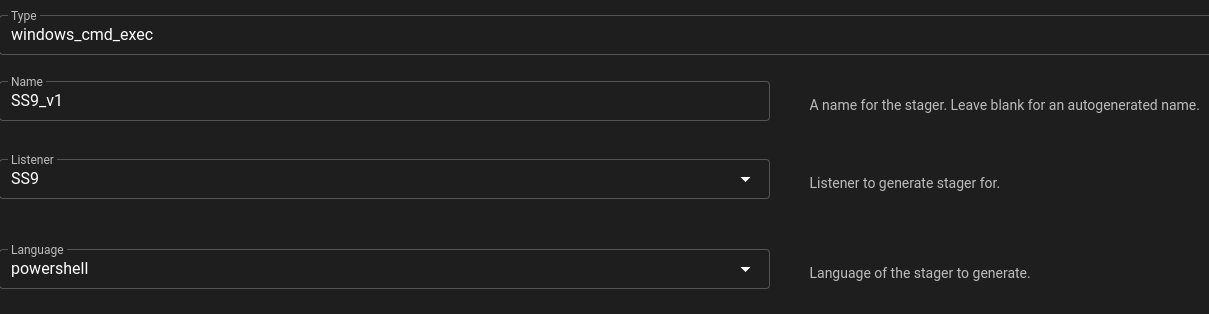 Type
windows_cmd_exec
Name
SS9_v1
A name for the stager. Leave blank for an autogenerated name.
Listener
SS9
Listener to generate stager for.
Language
powershell
Language of the stager to generate.